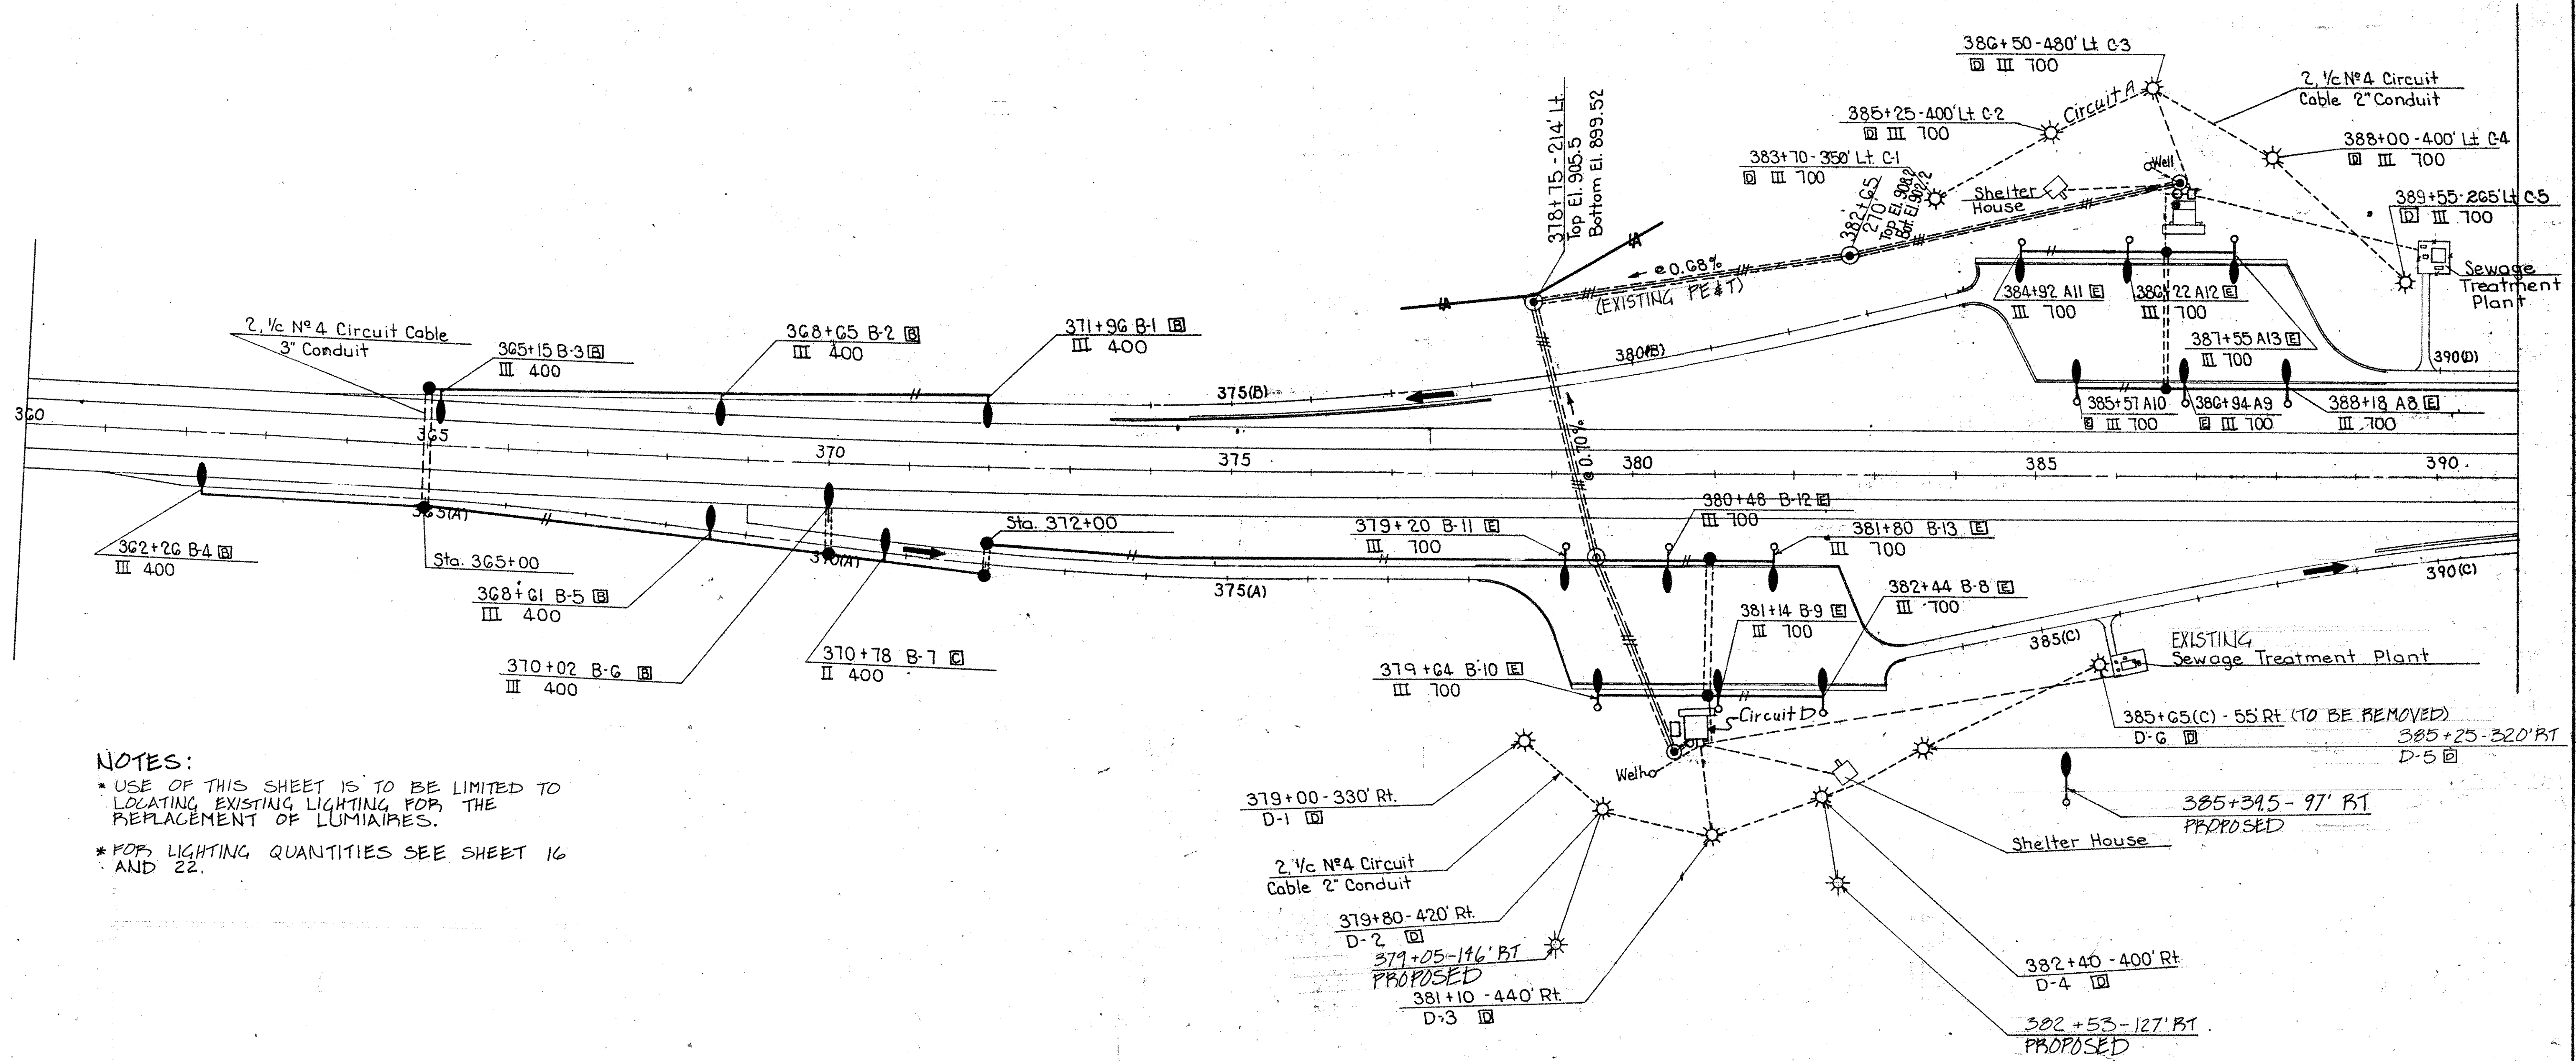 386+50-480' Lt. C-3
D III 700
2, 1/c Nº4 Circuit
Cable 2" Conduit
Circuit A
385+25-400' Lt. C-2
D III 700
388+00-400' Lt. C-4
D III 700
383+70-350' Lt. C-1
D III 700
Well
Shelter
House
389+55-265' Lt. C-5
D III 700
378+75-214' Lt.
Top El. 905.5
Bottom El. 899.52
382+65
270'
Top El. 908.2
Bot. El. 902.2
LA
LA
@ 0.68%
(EXISTING PE&T)
Sewage
Treatment
Plant
384+92 A11 E
III 700
386+22 A12 E
III 700
387+55 A13 E
III 700
2, 1/c Nº4 Circuit Cable
3" Conduit
365+15 B-3 B
III 400
368+65 B-2 B
III 400
371+96 B-1 B
III 400
380(B)
390(D)
375(B)
385+57 A10
E III 700
386+94 A9
E III 700
388+18 A8 E
III 700
360
365
370
375
380
385
390
@ 0.70%
365(A)
Sta. 365+00
362+26 B-4 B
III 400
Sta. 372+00
370(A)
375(A)
379+20 B-11 E
III 700
380+48 B-12 E
III 700
381+80 B-13 E
III 700
390(C)
368+61 B-5 B
III 400
370+02 B-6 B
III 400
370+78 B-7 C
II 400
382+44 B-8 E
III 700
381+14 B-9 E
III 700
379+64 B-10 E
III 700
385(C)
EXISTING
Sewage Treatment Plant
Circuit D
385+65(C) - 55' Rt (TO BE REMOVED)
D-6 D
385+25-320' RT
D-5 D
Well
379+00-330' Rt.
D-1 D
385+39.5-97' RT
PROPOSED
Shelter House
2, 1/c Nº4 Circuit
Cable 2" Conduit
379+80-420' Rt.
D-2 D
379+05-146' RT
PROPOSED
381+10-440' Rt.
D-3 D
382+40-400' Rt.
D-4 D
382+53-127' RT
PROPOSED
NOTES:
* USE OF THIS SHEET IS TO BE LIMITED TO
LOCATING EXISTING LIGHTING FOR THE
REPLACEMENT OF LUMIAIRES.
* FOR LIGHTING QUANTITIES SEE SHEET 16
AND 22.